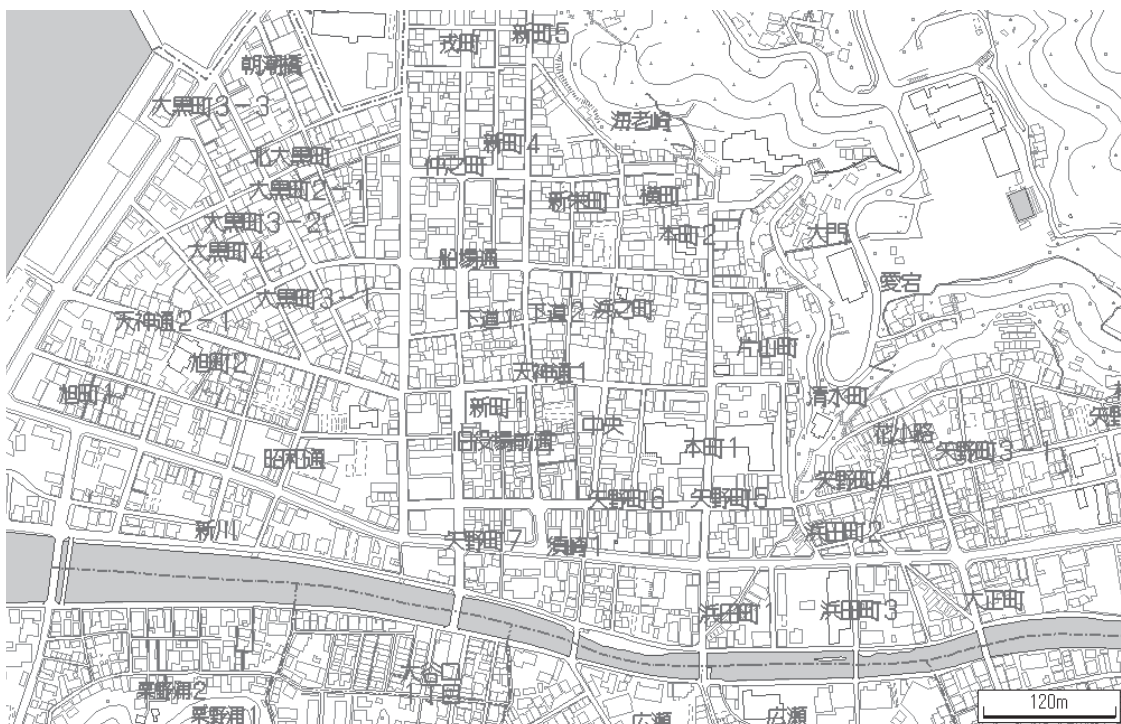 新町5
戎町
朝潮橋
大黒町3-3
海老崎
新町4
北大黒町
仲之町
大黒町2-1
新栄町
横町
大黒町3-2
本町2
大門
大黒町4
船場通
愛宕
大黒町3-1
下道1
下道2
浜之町
天神通2-1
片山町
旭町2
天神通1
旭町1
清水町
新町1
中央
花小路
矢野
旧役場前通
本町1
矢野町3-1
昭和通
矢野町4
矢野町6
矢野町5
新川
浜田町2
矢野町7
須崎1
大正町
浜田町1
浜田町3
大谷口
栗野浦2
栗野浦1
広瀬
広瀬
120m